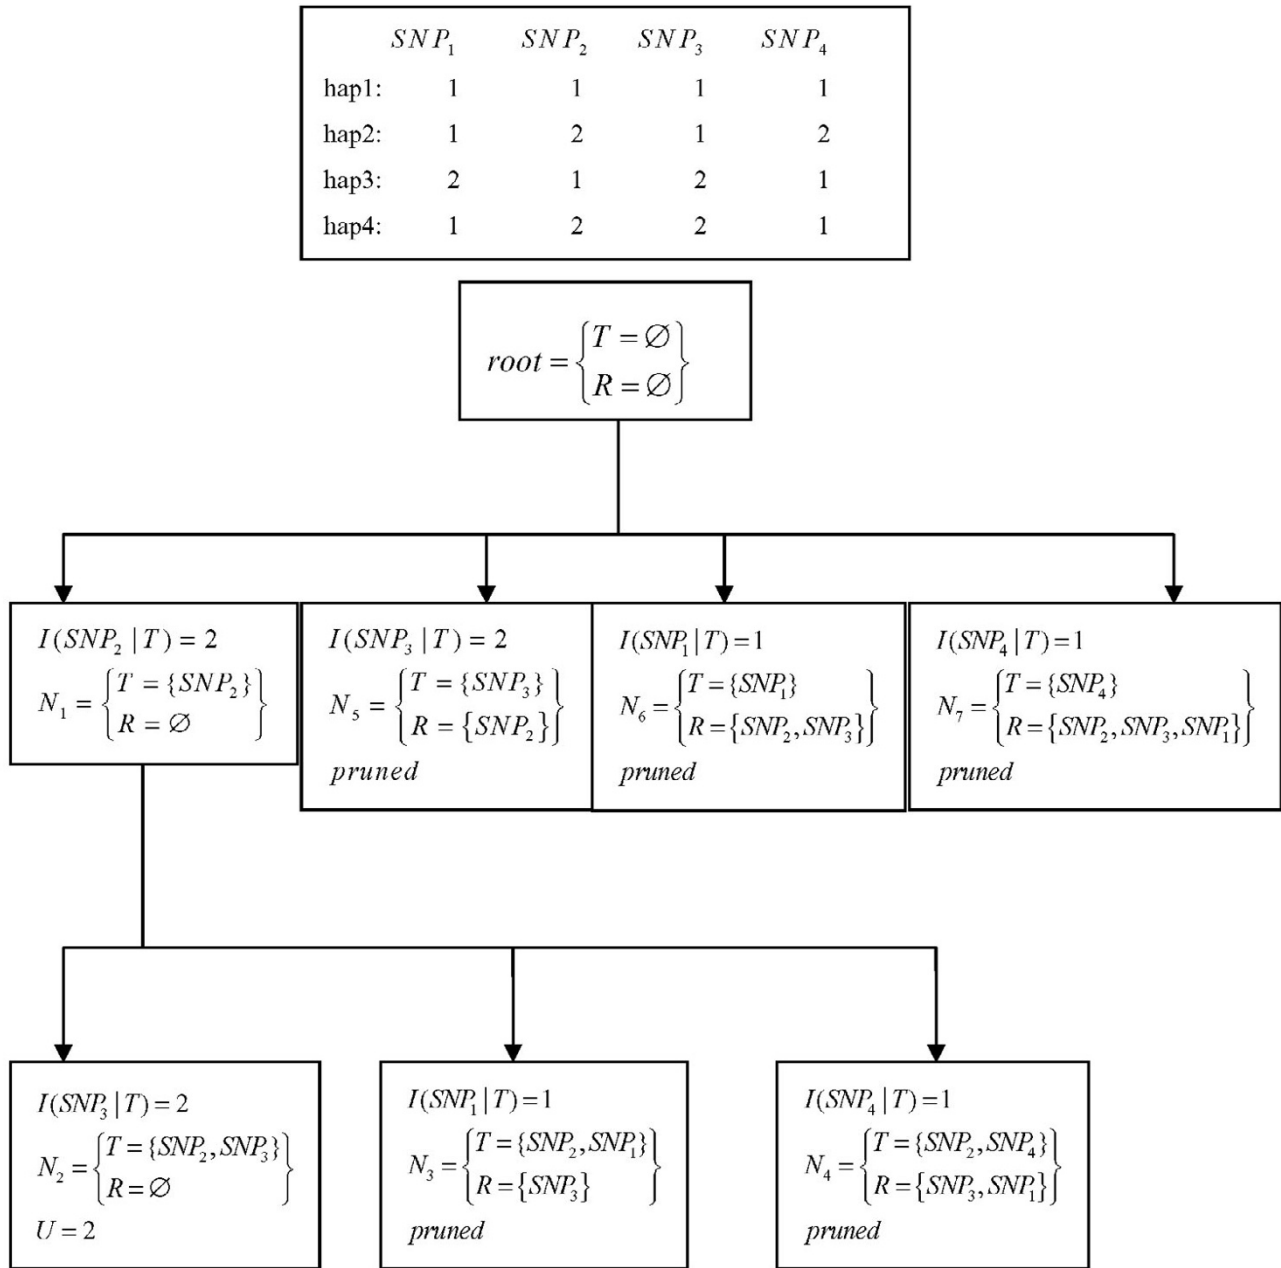 SNP₁ SNP₂ SNP₃ SNP₄
hap1: 1 1 1 1
hap2: 1 2 1 2
hap3: 2 1 2 1
hap4: 1 2 2 1
root = { T = ∅
R = ∅ }
I(SNP₂ | T) = 2
N₁ = { T = {SNP₂}
R = ∅ }
I(SNP₃ | T) = 2
N₅ = { T = {SNP₃}
R = {SNP₂} }
pruned
I(SNP₁ | T) = 1
N₆ = { T = {SNP₁}
R = {SNP₂, SNP₃} }
pruned
I(SNP₄ | T) = 1
N₇ = { T = {SNP₄}
R = {SNP₂, SNP₃, SNP₁} }
pruned
I(SNP₃ | T) = 2
N₂ = { T = {SNP₂, SNP₃}
R = ∅ }
U = 2
I(SNP₁ | T) = 1
N₃ = { T = {SNP₂, SNP₁}
R = {SNP₃} }
pruned
I(SNP₄ | T) = 1
N₄ = { T = {SNP₂, SNP₄}
R = {SNP₃, SNP₁} }
pruned